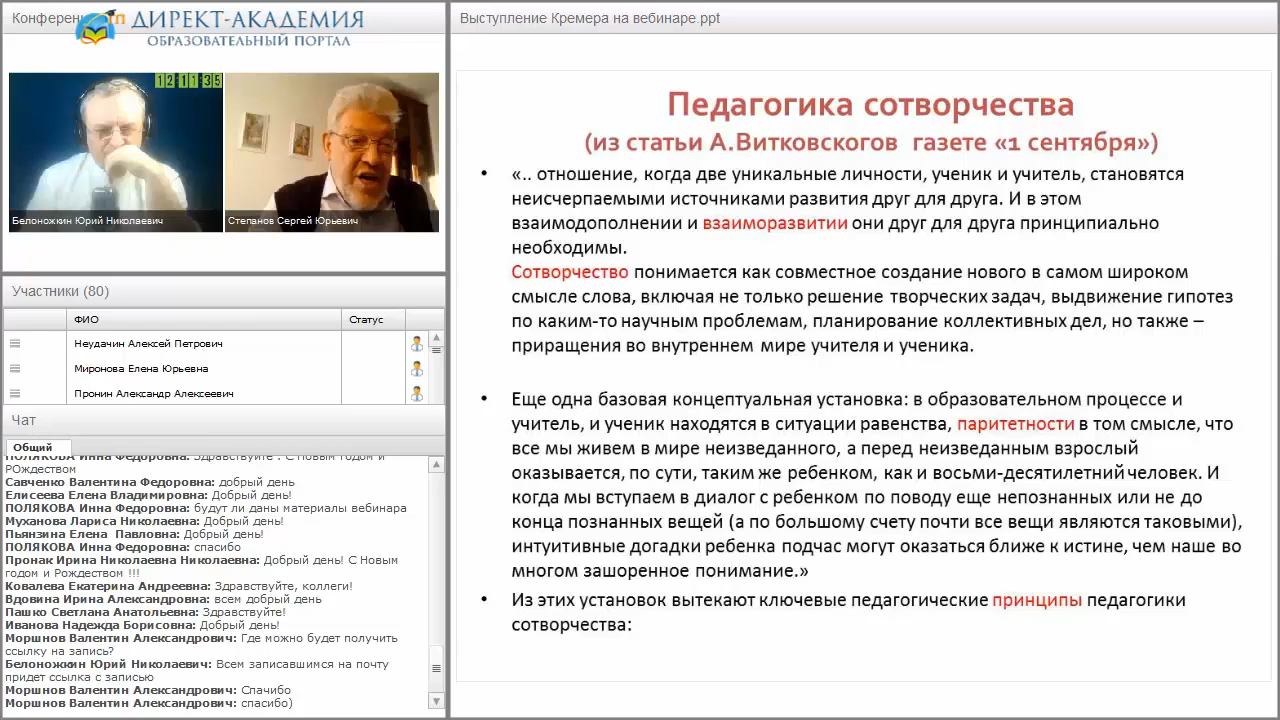 Конферен
ДИРЕКТ-АКАДЕМИЯ
ОБРАЗОВАТЕЛЬНЫЙ ПОРТАЛ
12:11:35
Белоножкин Юрий Николаевич
Степанов Сергей Юрьевич
Участники (80)
ФИО Статус
Неудачин Алексей Петрович
Миронова Елена Юрьевна
Пронин Александр Алексеевич
Чат
Общий
ПОЛЯКОВА Инна Федоровна: Здравствуйте . С Новым годом и
РОждеством
Савченко Валентина Федоровна: добрый день
Елисеева Елена Владимировна: Добрый день!
ПОЛЯКОВА Инна Федоровна: будут ли даны материалы вебинара
Муханова Лариса Николаевна: Добрый день!
Пьянзина Елена Павловна: Добрый день!
ПОЛЯКОВА Инна Федоровна: спасибо
Пронак Ирина Николаевна Николаевна: Добрый день! С Новым
годом и Рождеством !!!
Ковалева Екатерина Андреевна: Здравствуйте, коллеги!
Вдовина Ирина Александровна: всем добрый день
Пашко Светлана Анатольевна: Здравствуйте!
Иванова Надежда Борисовна: Добрый день!
Моршнов Валентин Александрович: Где можно будет получить
ссылку на запись?
Белоножкин Юрий Николаевич: Всем записавшимся на почту
придет ссылка с записью
Моршнов Валентин Александрович: Спачибо
Моршнов Валентин Александрович: спасибо)
Выступление Кремера на вебинаре.ppt
Педагогика сотворчества
(из статьи А.Витковскогов газете «1 сентября»)
• «.. отношение, когда две уникальные личности, ученик и учитель, становятся
неисчерпаемыми источниками развития друг для друга. И в этом
взаимодополнении и взаиморазвитии они друг для друга принципиально
необходимы.
Сотворчество понимается как совместное создание нового в самом широком
смысле слова, включая не только решение творческих задач, выдвижение гипотез
по каким-то научным проблемам, планирование коллективных дел, но также –
приращения во внутреннем мире учителя и ученика.
• Еще одна базовая концептуальная установка: в образовательном процессе и
учитель, и ученик находятся в ситуации равенства, паритетности в том смысле, что
все мы живем в мире неизведанного, а перед неизведанным взрослый
оказывается, по сути, таким же ребенком, как и восьми-десятилетний человек. И
когда мы вступаем в диалог с ребенком по поводу еще непознанных или не до
конца познанных вещей (а по большому счету почти все вещи являются таковыми),
интуитивные догадки ребенка подчас могут оказаться ближе к истине, чем наше во
многом зашоренное понимание.»
• Из этих установок вытекают ключевые педагогические принципы педагогики
сотворчества: